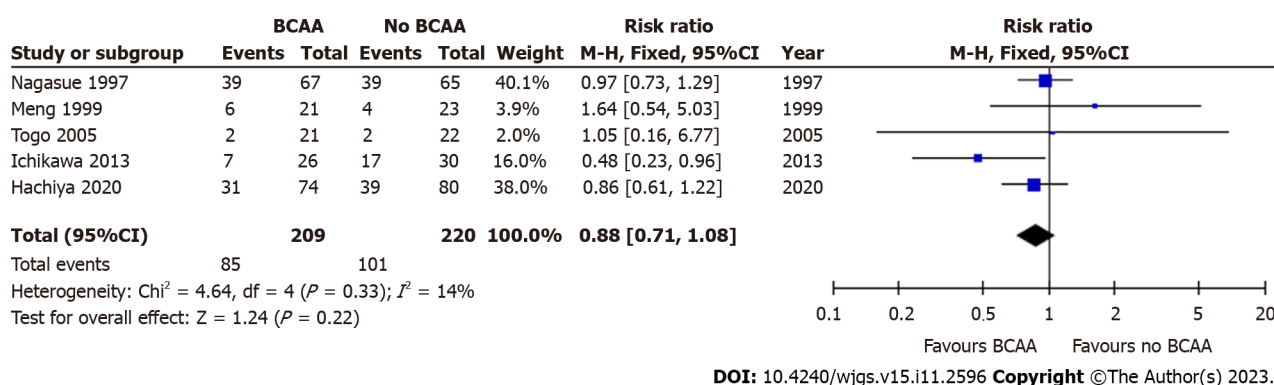 BCAA No BCAA Risk ratio Risk ratio
Study or subgroup Events Total Events Total Weight M-H, Fixed, 95%CI Year M-H, Fixed, 95%CI
Nagasue 1997 39 67 39 65 40.1% 0.97 [0.73, 1.29] 1997
Meng 1999 6 21 4 23 3.9% 1.64 [0.54, 5.03] 1999
Togo 2005 2 21 2 22 2.0% 1.05 [0.16, 6.77] 2005
Ichikawa 2013 7 26 17 30 16.0% 0.48 [0.23, 0.96] 2013
Hachiya 2020 31 74 39 80 38.0% 0.86 [0.61, 1.22] 2020
Total (95%CI) 209 220 100.0% 0.88 [0.71, 1.08]
Total events 85 101
Heterogeneity: Chi² = 4.64, df = 4 (P = 0.33); I² = 14%
Test for overall effect: Z = 1.24 (P = 0.22)
0.1 0.2 0.5 1 2 5 20
Favours BCAA Favours no BCAA
DOI: 10.4240/wjgs.v15.i11.2596 Copyright ©The Author(s) 2023.